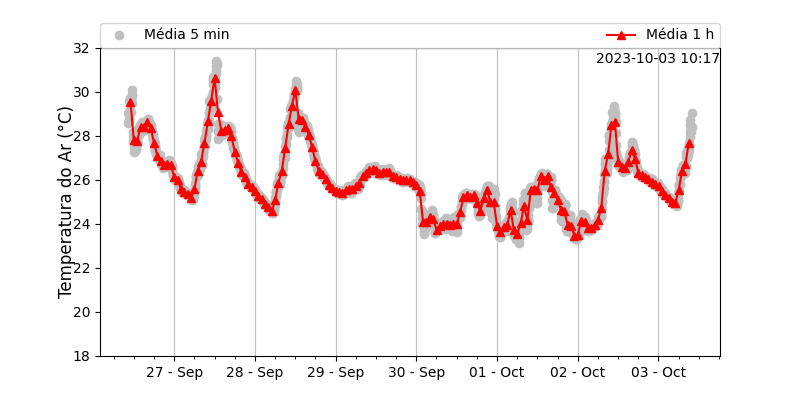 Média 5 min
Média 1 h
2023-10-03 10:17
Temperatura do Ar (°C)
32
30
28
26
24
22
20
18
27 - Sep
28 - Sep
29 - Sep
30 - Sep
01 - Oct
02 - Oct
03 - Oct